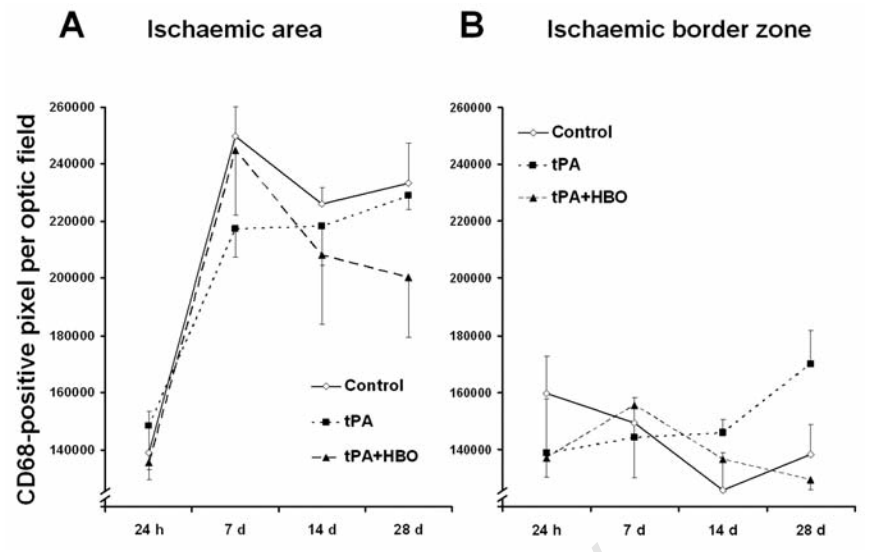 A Ischaemic area
B Ischaemic border zone
CD68-positive pixel per optic field
260000
240000
220000
200000
180000
160000
140000
Control
tPA
tPA+HBO
24 h 7 d 14 d 28 d
260000
240000
220000
200000
180000
160000
140000
Control
tPA
tPA+HBO
24 h 7 d 14 d 28 d